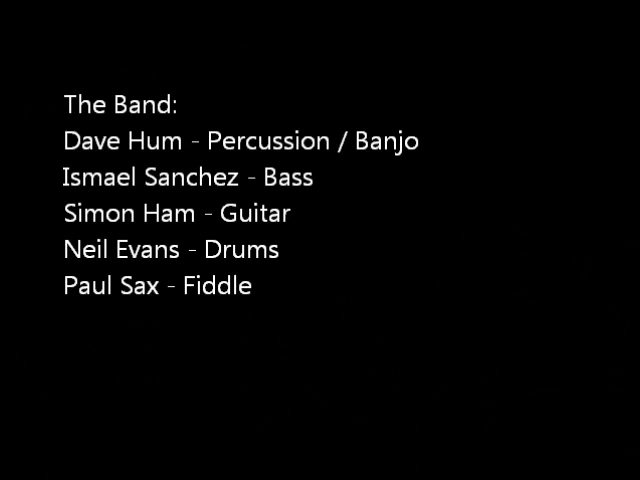 The Band:
Dave Hum - Percussion / Banjo
Ismael Sanchez - Bass
Simon Ham - Guitar
Neil Evans - Drums
Paul Sax - Fiddle